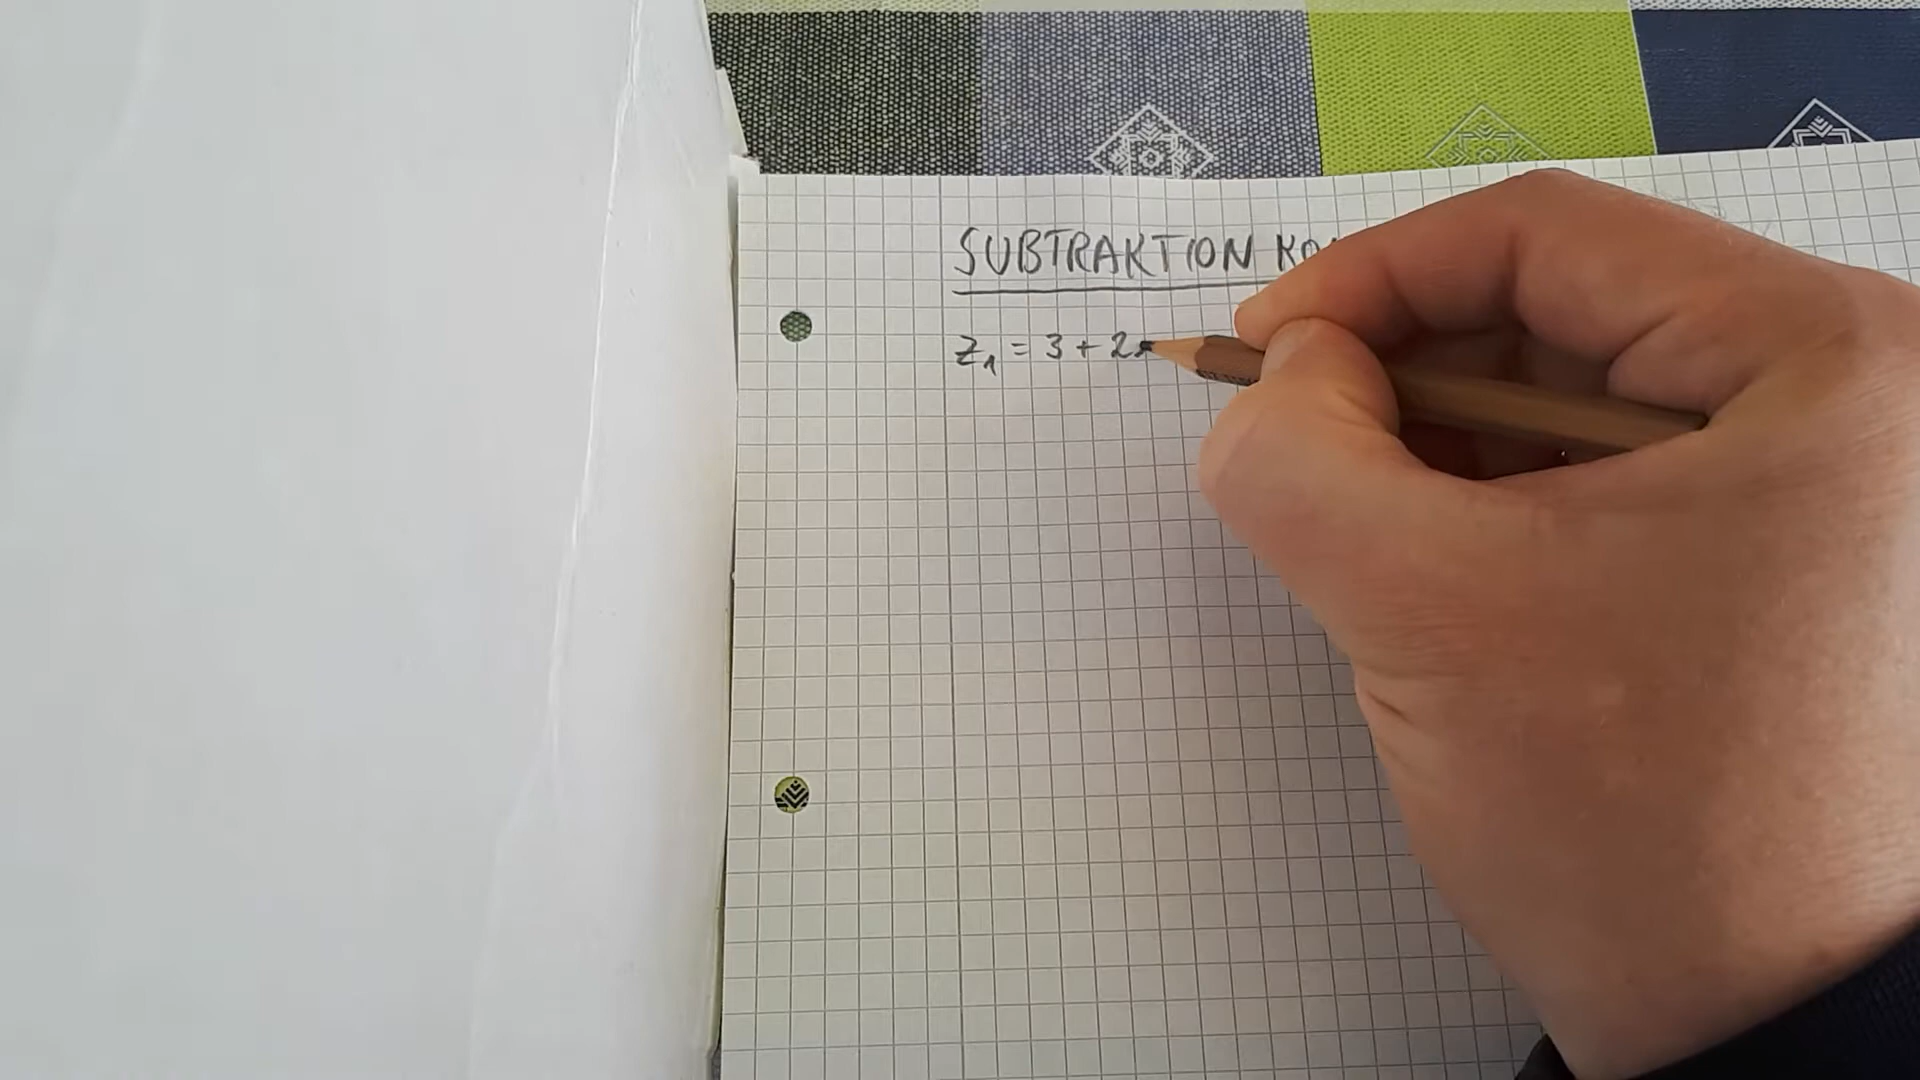 SUBTRAKTION KO
z₁ = 3 + 2